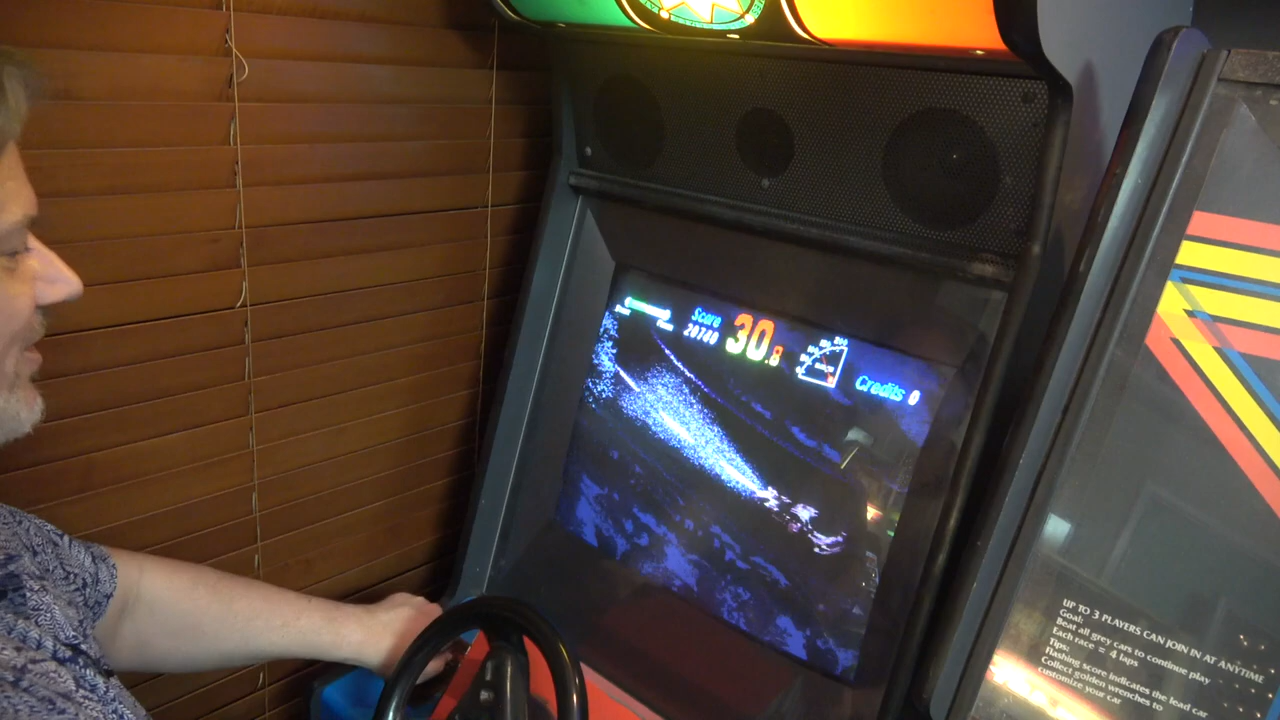 Score
20700
30.8
Credits 0
UP TO 3 PLAYERS CAN JOIN IN AT ANYTIME
Goal:
Beat all grey cars to continue play
Each race = 4 laps
Tips:
Flashing score indicates the lead car
Collect golden wrenches to
customize your car